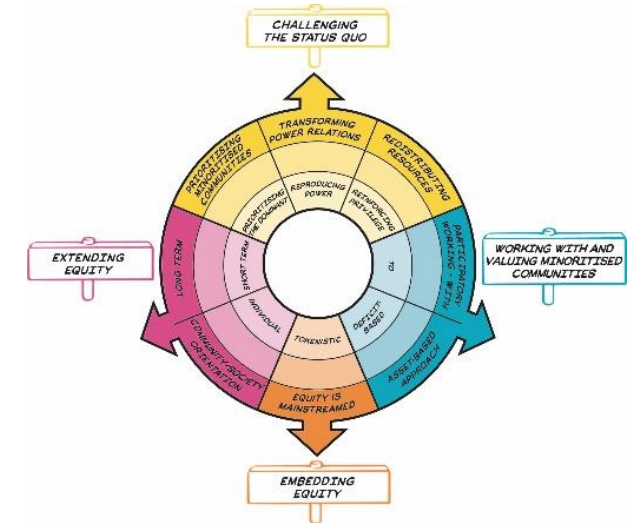 CHALLENGING
THE STATUS QUO
PRIORITISING
MINORITISED
COMMUNITIES
TRANSFORMING
POWER RELATIONS
REDISTRIBUTING
RESOURCES
PRIORITISING
THE DOMINANT
REPRODUCING
POWER
REINFORCING
PRIVILEGE
EXTENDING
EQUITY
LONG TERM
SHORT TERM
TO
PARTICIPATORY
WORKING - WITH
WORKING WITH AND
VALUING MINORITISED
COMMUNITIES
COMMUNITY/SOCIETY
ORIENTATION
INDIVIDUAL
TOKENISTIC
DEFICIT-
BASED
ASSET-BASED
APPROACH
EQUITY IS
MAINSTREAMED
EMBEDDING
EQUITY